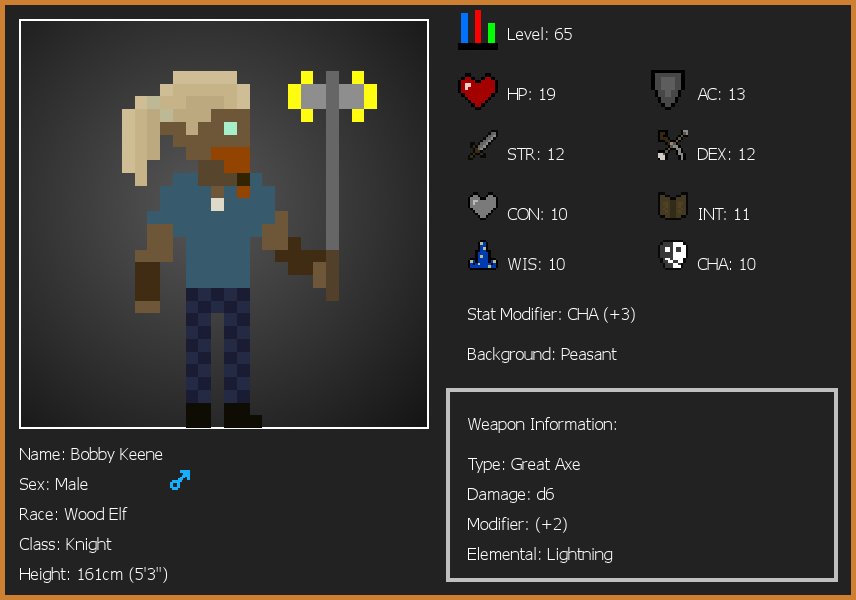 Level: 65
HP: 19
AC: 13
STR: 12
DEX: 12
CON: 10
INT: 11
WIS: 10
CHA: 10
Stat Modifier: CHA (+3)
Background: Peasant
Weapon Information:
Type: Great Axe
Damage: d6
Modifier: (+2)
Elemental: Lightning
Name: Bobby Keene
Sex: Male
Race: Wood Elf
Class: Knight
Height: 161cm (5'3")